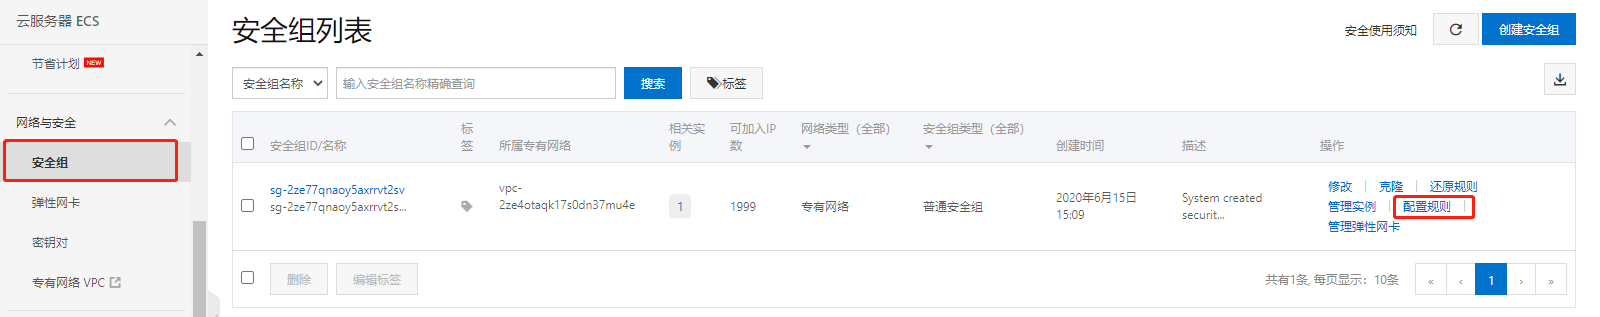 云服务器 ECS
节省计划 NEW
网络与安全
安全组
弹性网卡
密钥对
专有网络 VPC
安全组列表
安全使用须知
创建安全组
安全组名称
输入安全组名称精确查询
搜索
标签
安全组ID/名称
标签
所属专有网络
相关实例
可加入IP数
网络类型（全部）
安全组类型（全部）
创建时间
描述
操作
sg-2ze77qnaoy5axrrvt2sv
sg-2ze77qnaoy5axrrvt2s...
vpc-
2ze4otaqk17s0dn37mu4e
1
1999
专有网络
普通安全组
2020年6月15日
15:09
System created
securit...
修改 | 克隆 | 还原规则
管理实例 | 配置规则 |
管理弹性网卡
删除
编辑标签
共有1条, 每页显示：10条
« ‹ 1 › »